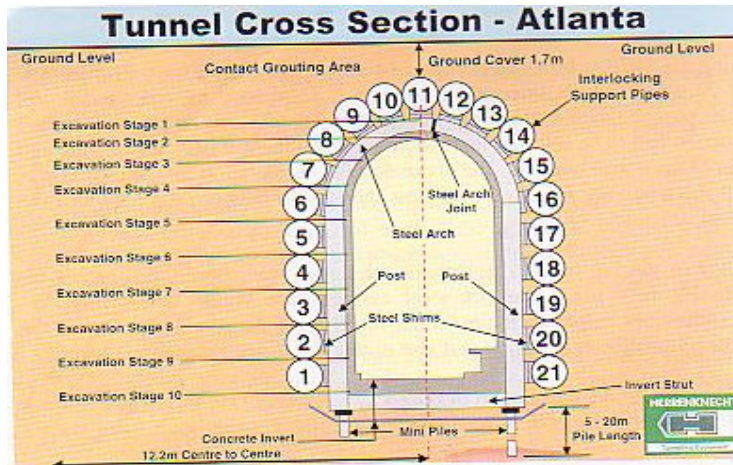 Tunnel Cross Section - Atlanta
Ground Level
Ground Level
Contact Grouting Area
Ground Cover 1.7m
Interlocking
Support Pipes
Excavation Stage 1
Excavation Stage 2
Excavation Stage 3
Excavation Stage 4
Excavation Stage 5
Excavation Stage 6
Excavation Stage 7
Excavation Stage 8
Excavation Stage 9
Excavation Stage 10
1
2
3
4
5
6
7
8
9
10
11
12
13
14
15
16
17
18
19
20
21
Steel Arch
Joint
Steel Arch
Post
Post
Steel Shims
Invert Strut
Concrete Invert
Mini Piles
5 - 20m
Pile Length
12.2m Centre to Centre
HERRENKNECHT